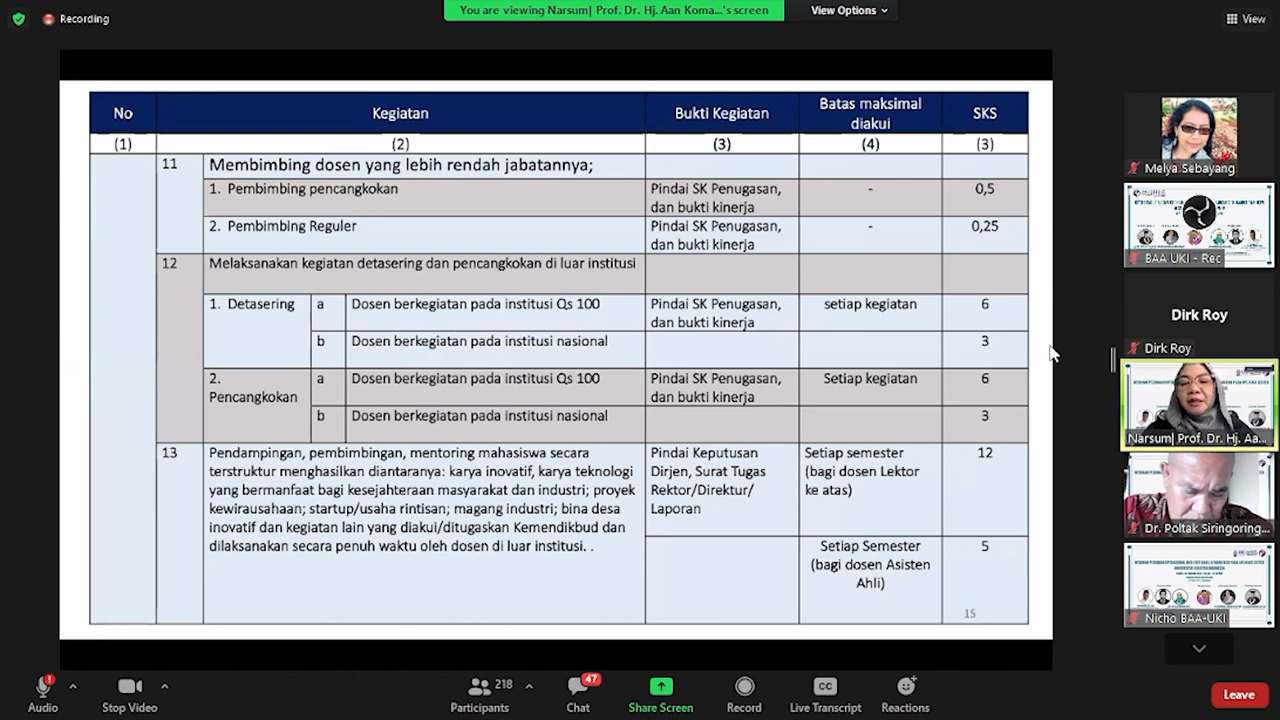 Recording
You are viewing Narsum| Prof. Dr. Hj. Aan Koma...'s screen
View Options
View
No
Kegiatan
Bukti Kegiatan
Batas maksimal
diakui
SKS
(1)
(2)
(3)
(4)
(3)
11
Membimbing dosen yang lebih rendah jabatannya;
1. Pembimbing pencangkokan
Pindai SK Penugasan,
dan bukti kinerja
-
0,5
2. Pembimbing Reguler
Pindai SK Penugasan,
dan bukti kinerja
-
0,25
12
Melaksanakan kegiatan detasering dan pencangkokan di luar institusi
1. Detasering
a
Dosen berkegiatan pada institusi Qs 100
Pindai SK Penugasan,
dan bukti kinerja
setiap kegiatan
6
b
Dosen berkegiatan pada institusi nasional
3
2.
Pencangkokan
a
Dosen berkegiatan pada institusi Qs 100
Pindai SK Penugasan,
dan bukti kinerja
Setiap kegiatan
6
b
Dosen berkegiatan pada institusi nasional
3
13
Pendampingan, pembimbingan, mentoring mahasiswa secara
terstruktur menghasilkan diantaranya: karya inovatif, karya teknologi
yang bermanfaat bagi kesejahteraan masyarakat dan industri; proyek
kewirausahaan; startup/usaha rintisan; magang industri; bina desa
inovatif dan kegiatan lain yang diakui/ditugaskan Kemendikbud dan
dilaksanakan secara penuh waktu oleh dosen di luar institusi. .
Pindai Keputusan
Dirjen, Surat Tugas
Rektor/Direktur/
Laporan
Setiap semester
(bagi dosen Lektor
ke atas)
12
Setiap Semester
(bagi dosen Asisten
Ahli)
5
15
Melya Sebayang
BAA UKI - Rec
Dirk Roy
Dirk Roy
Narsum| Prof. Dr. Hj. Aa...
Dr. Poltak Siringoring...
Nicho BAA-UKI
Audio
Stop Video
218
Participants
47
Chat
Share Screen
Record
CC
Live Transcript
Reactions
Leave